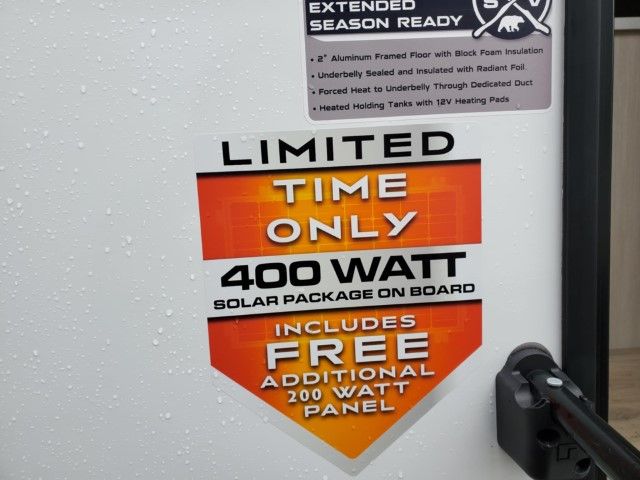 EXTENDED
SEASON READY
S V
• 2" Aluminum Framed Floor with Block Foam Insulation
• Underbelly Sealed and Insulated with Radiant Foil
• Forced Heat to Underbelly Through Dedicated Duct
• Heated Holding Tanks with 12V Heating Pads
LIMITED
TIME
ONLY
400 WATT
SOLAR PACKAGE ON BOARD
INCLUDES
FREE
ADDITIONAL
200 WATT
PANEL